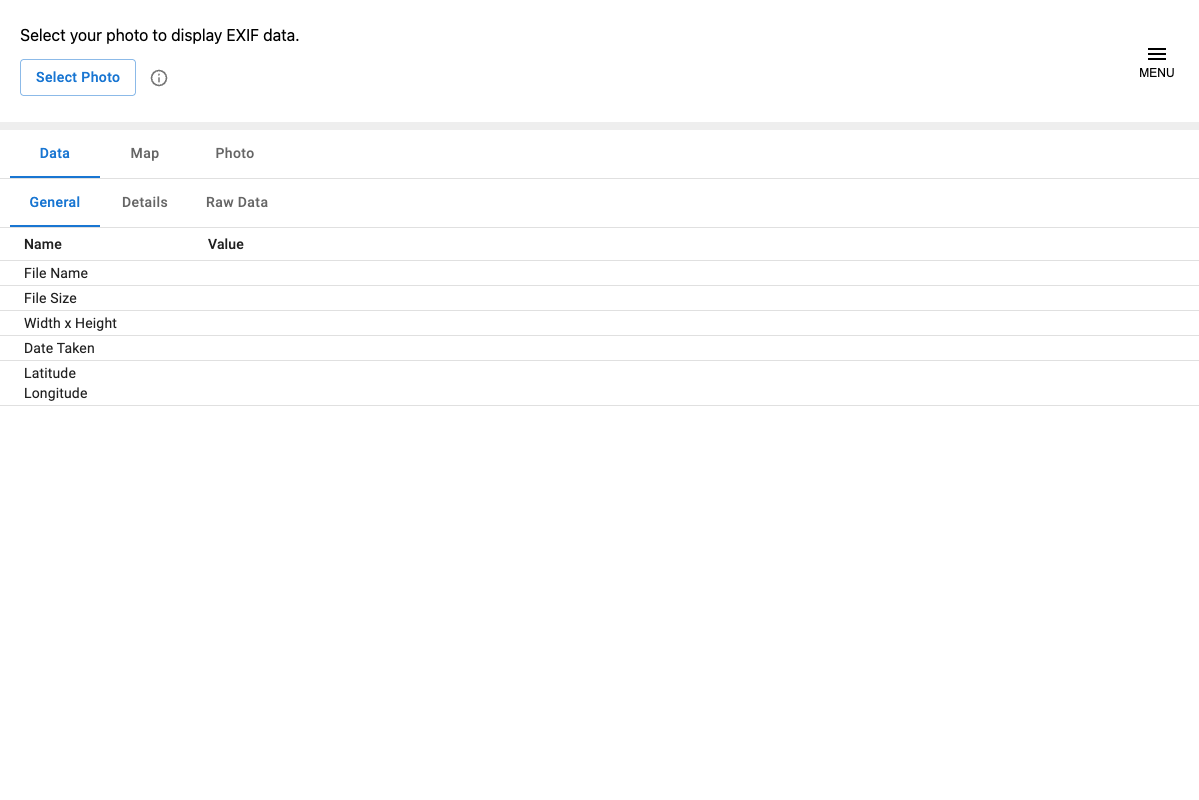 Select your photo to display EXIF data.
Select Photo
MENU
Data Map Photo
General Details Raw Data
Name Value
File Name
File Size
Width x Height
Date Taken
Latitude
Longitude